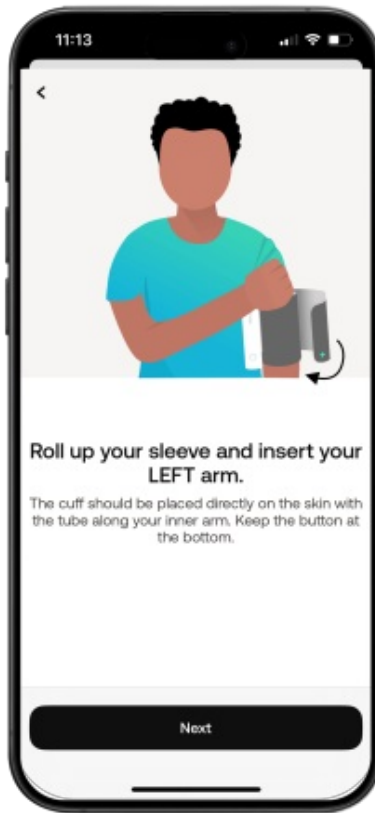 11:13
Roll up your sleeve and insert your
LEFT arm.
The cuff should be placed directly on the skin with
the tube along your inner arm. Keep the button at
the bottom.
Next